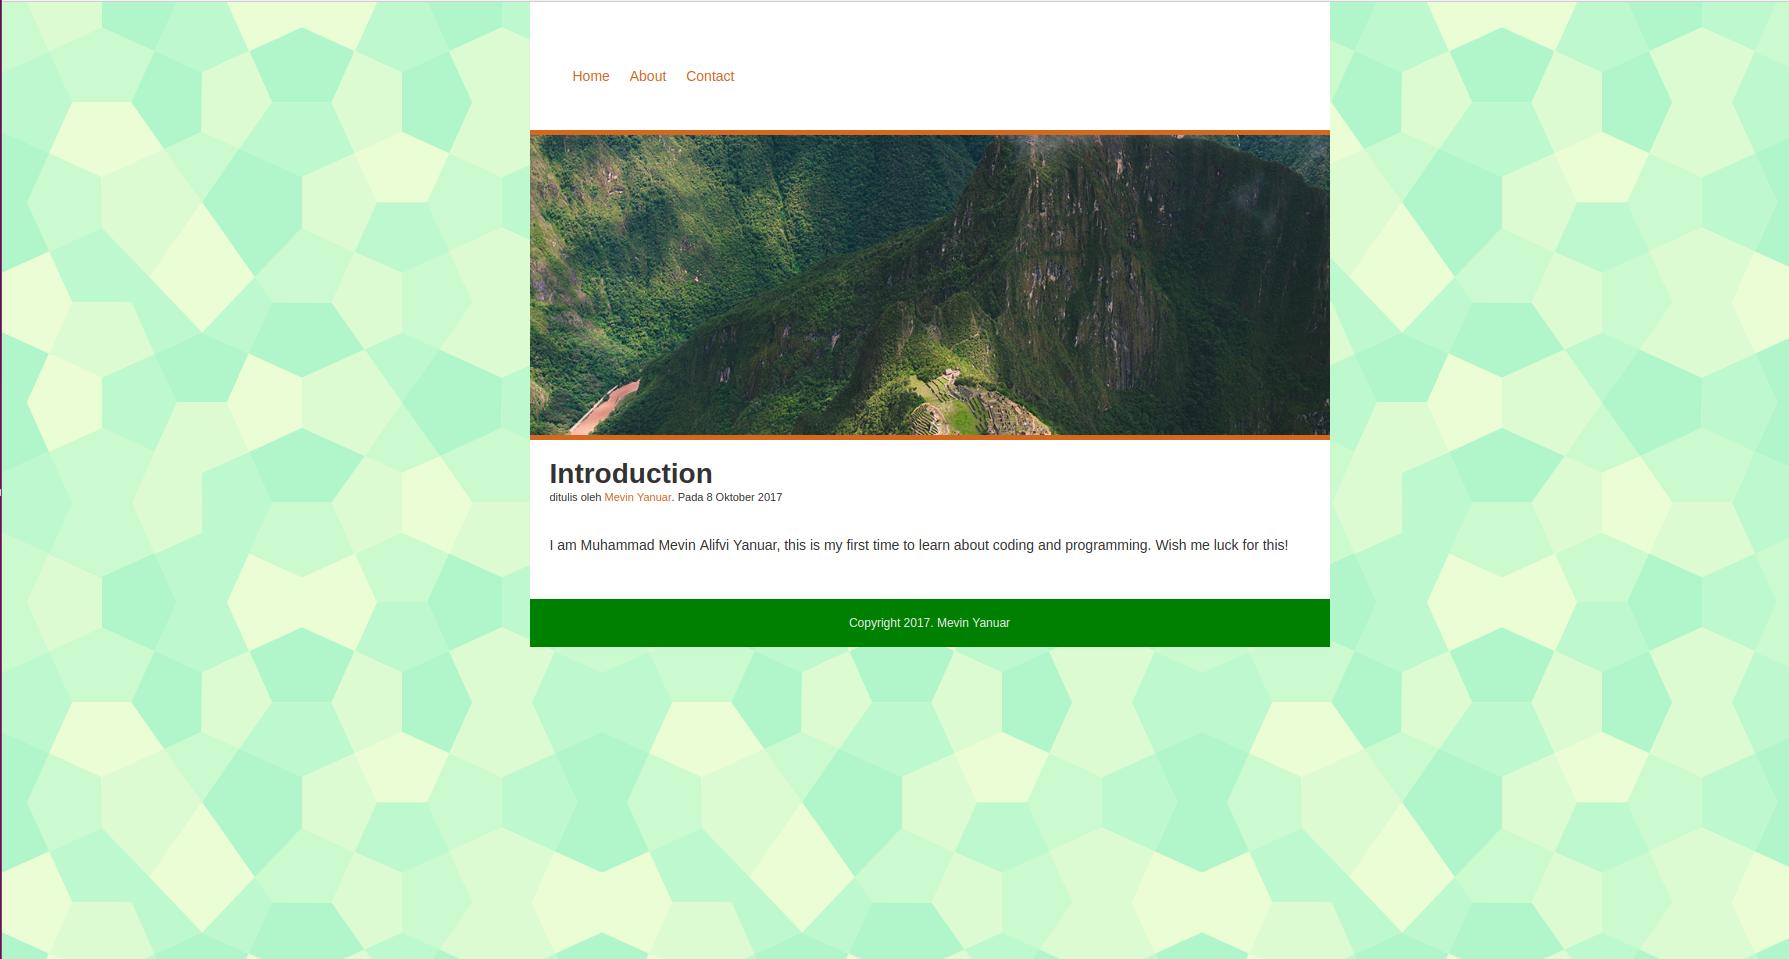 Home About Contact
Introduction
ditulis oleh Mevin Yanuar. Pada 8 Oktober 2017
I am Muhammad Mevin Alifvi Yanuar, this is my first time to learn about coding and programming. Wish me luck for this!
Copyright 2017. Mevin Yanuar